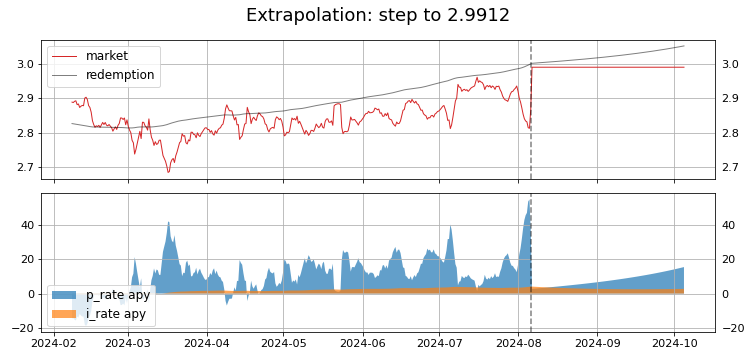 Extrapolation: step to 2.9912
market
redemption
3.0 3.0
2.9 2.9
2.8 2.8
2.7 2.7
40 40
20 20
0 0
−20 −20
p_rate apy
i_rate apy
2024-02 2024-03 2024-04 2024-05 2024-06 2024-07 2024-08 2024-09 2024-10